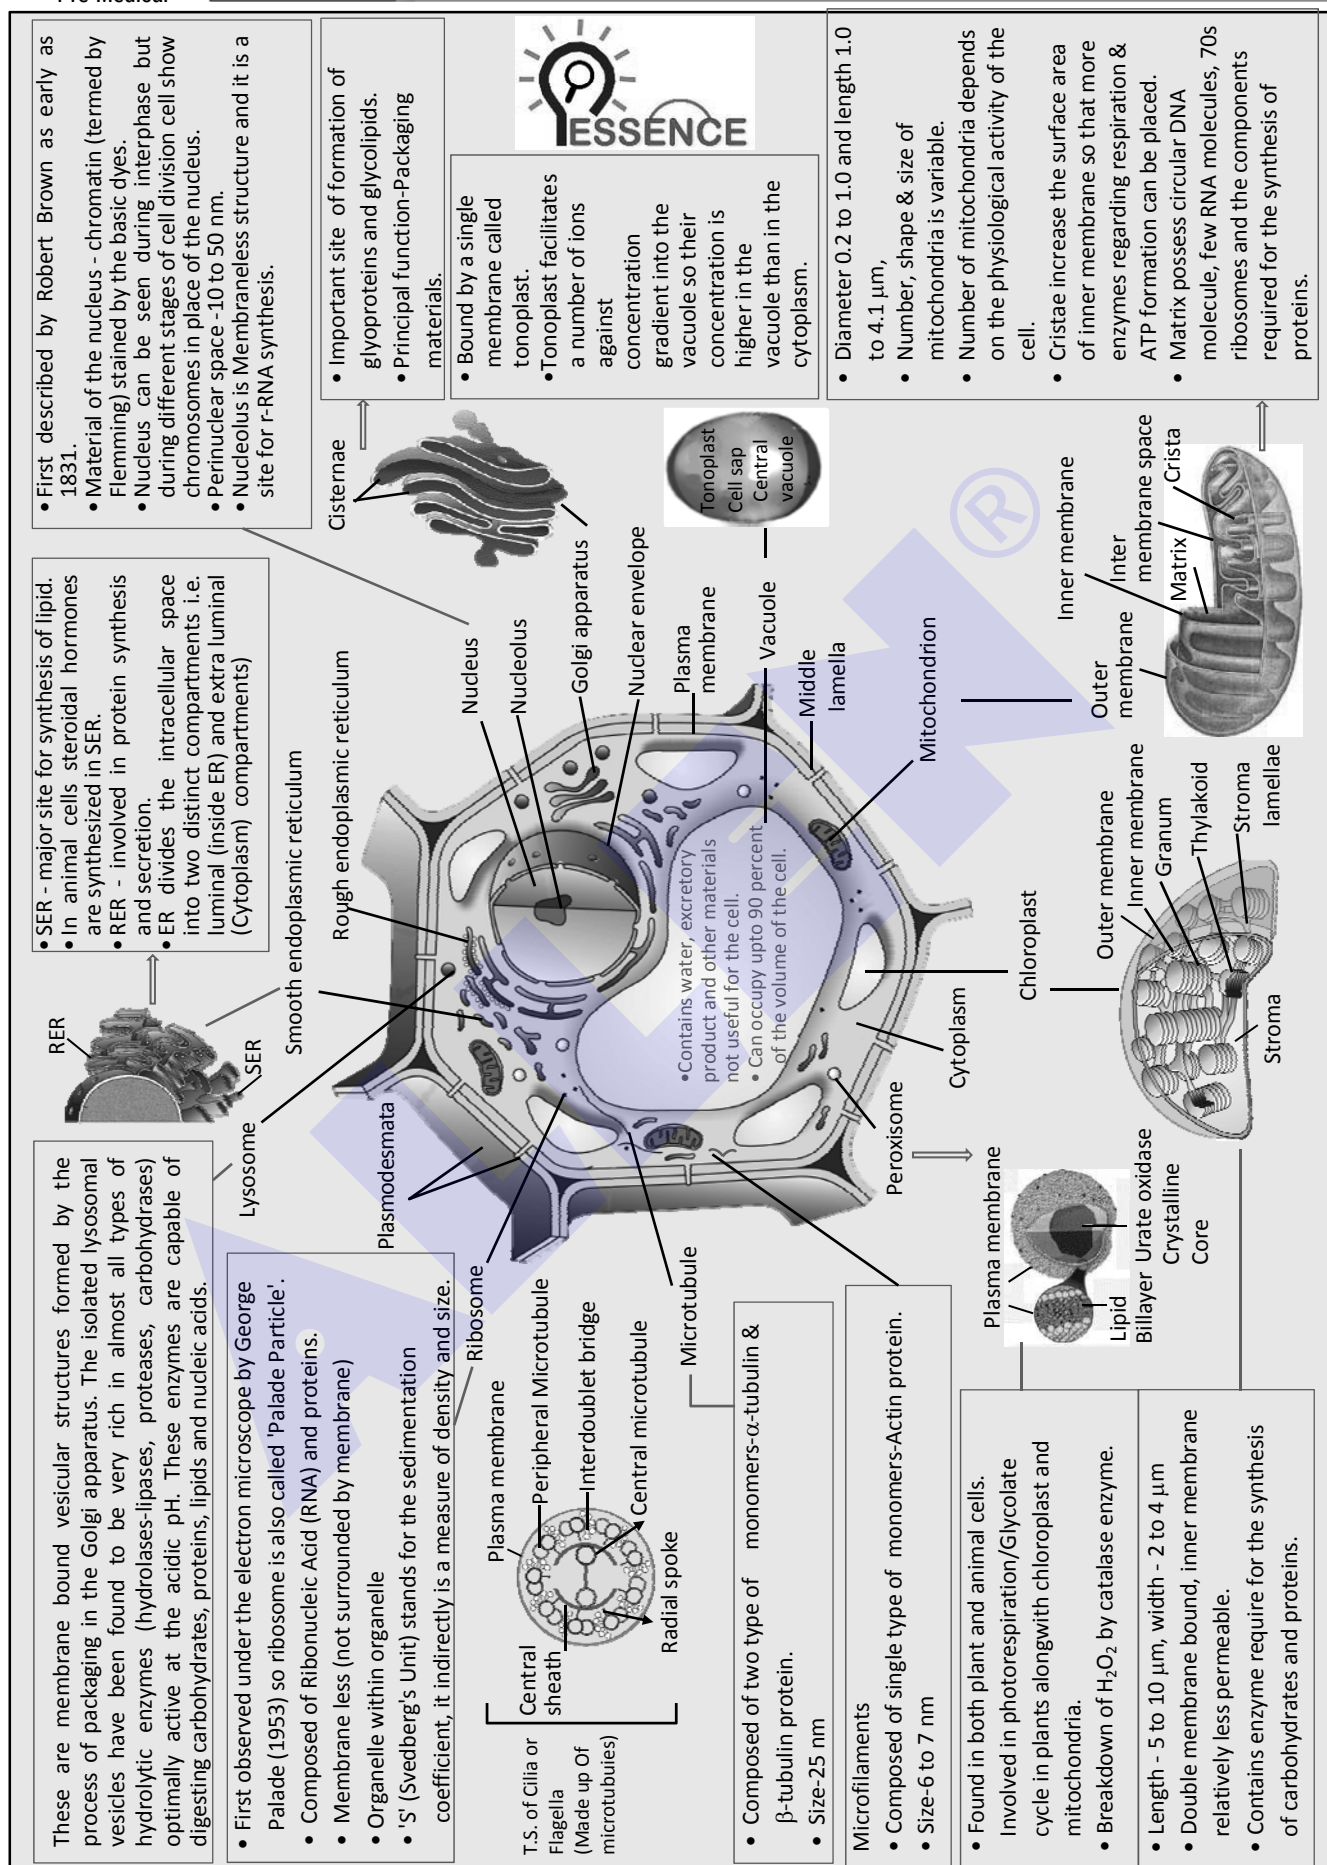 Pre-Medical
These are membrane bound vesicular structures formed by the
process of packaging in the Golgi apparatus. The isolated lysosomal
vesicles have been found to be very rich in almost all types of
hydrolytic enzymes (hydrolases-lipases, proteases, carbohydrases)
optimally active at the acidic pH. These enzymes are capable of
digesting carbohydrates, proteins, lipids and nucleic acids.
• First observed under the electron microscope by George
Palade (1953) so ribosome is also called 'Palade Particle'.
• Composed of Ribonucleic Acid (RNA) and proteins.
• Membrane less (not surrounded by membrane)
• Organelle within organelle
• 'S' (Svedberg's Unit) stands for the sedimentation
coefficient, it indirectly is a measure of density and size.
T.S. of Cilia or
Flagella
(Made up Of
microtubuies)
Central
sheath
Plasma membrane
Peripheral Microtubule
Interdoublet bridge
Central microtubule
Radial spoke
• Composed of two type of monomers-α-tubulin &
β-tubulin protein.
• Size-25 nm
Microfilaments
• Composed of single type of monomers-Actin protein.
• Size-6 to 7 nm
• Found in both plant and animal cells.
Involved in photorespiration/Glycolate
cycle in plants alongwith chloroplast and
mitochondria.
• Breakdown of H₂O₂ by catalase enzyme.
• Length - 5 to 10 μm, width - 2 to 4 μm
• Double membrane bound, inner membrane
relatively less permeable.
• Contains enzyme require for the synthesis
of carbohydrates and proteins.
RER
SER
Lysosome
Smooth endoplasmic reticulum
Rough endoplasmic reticulum
Plasmodesmata
Ribosome
Microtubule
Nucleus
Nucleolus
Golgi apparatus
Nuclear envelope
Plasma
membrane
Vacuole
Middle
lamella
Mitochondrion
Chloroplast
Cytoplasm
Peroxisome
•Contains water, excretory
product and other materials
not useful for the cell.
• Can occupy upto 90 percent
of the volume of the cell.
Plasma membrane
Lipid
Billayer
Urate oxidase
Crystalline
Core
Outer membrane
Inner membrane
Granum
Thylakoid
Stroma
lamellae
Stroma
• SER - major site for synthesis of lipid.
• In animal cells steroidal hormones
are synthesized in SER.
• RER - involved in protein synthesis
and secretion.
• ER divides the intracellular space
into two distinct compartments i.e.
luminal (inside ER) and extra luminal
(Cytoplasm) compartments)
• First described by Robert Brown as early as
1831.
• Material of the nucleus - chromatin (termed by
Flemming) stained by the basic dyes.
• Nucleus can be seen during interphase but
during different stages of cell division cell show
chromosomes in place of the nucleus.
• Perinuclear space -10 to 50 nm.
• Nucleolus is Membraneless structure and it is a
site for r-RNA synthesis.
Cisternae
• Important site of formation of
glyoproteins and glycolipids.
• Principal function-Packaging
materials.
ESSENCE
• Bound by a single
membrane called
tonoplast.
•Tonoplast facilitates
a number of ions
against
concentration
gradient into the
vacuole so their
concentration is
higher in the
vacuole than in the
cytoplasm.
Tonoplast
Cell sap
Central
vacuole
Outer
membrane
Inner membrane
Matrix
Inter
membrane space
Crista
• Diameter 0.2 to 1.0 and length 1.0
to 4.1 μm,
• Number, shape & size of
mitochondria is variable.
• Number of mitochondria depends
on the physiological activity of the
cell.
• Cristae increase the surface area
of inner membrane so that more
enzymes regarding respiration &
ATP formation can be placed.
• Matrix possess circular DNA
molecule, few RNA molecules, 70s
ribosomes and the components
required for the synthesis of
proteins.
ALLEN
®